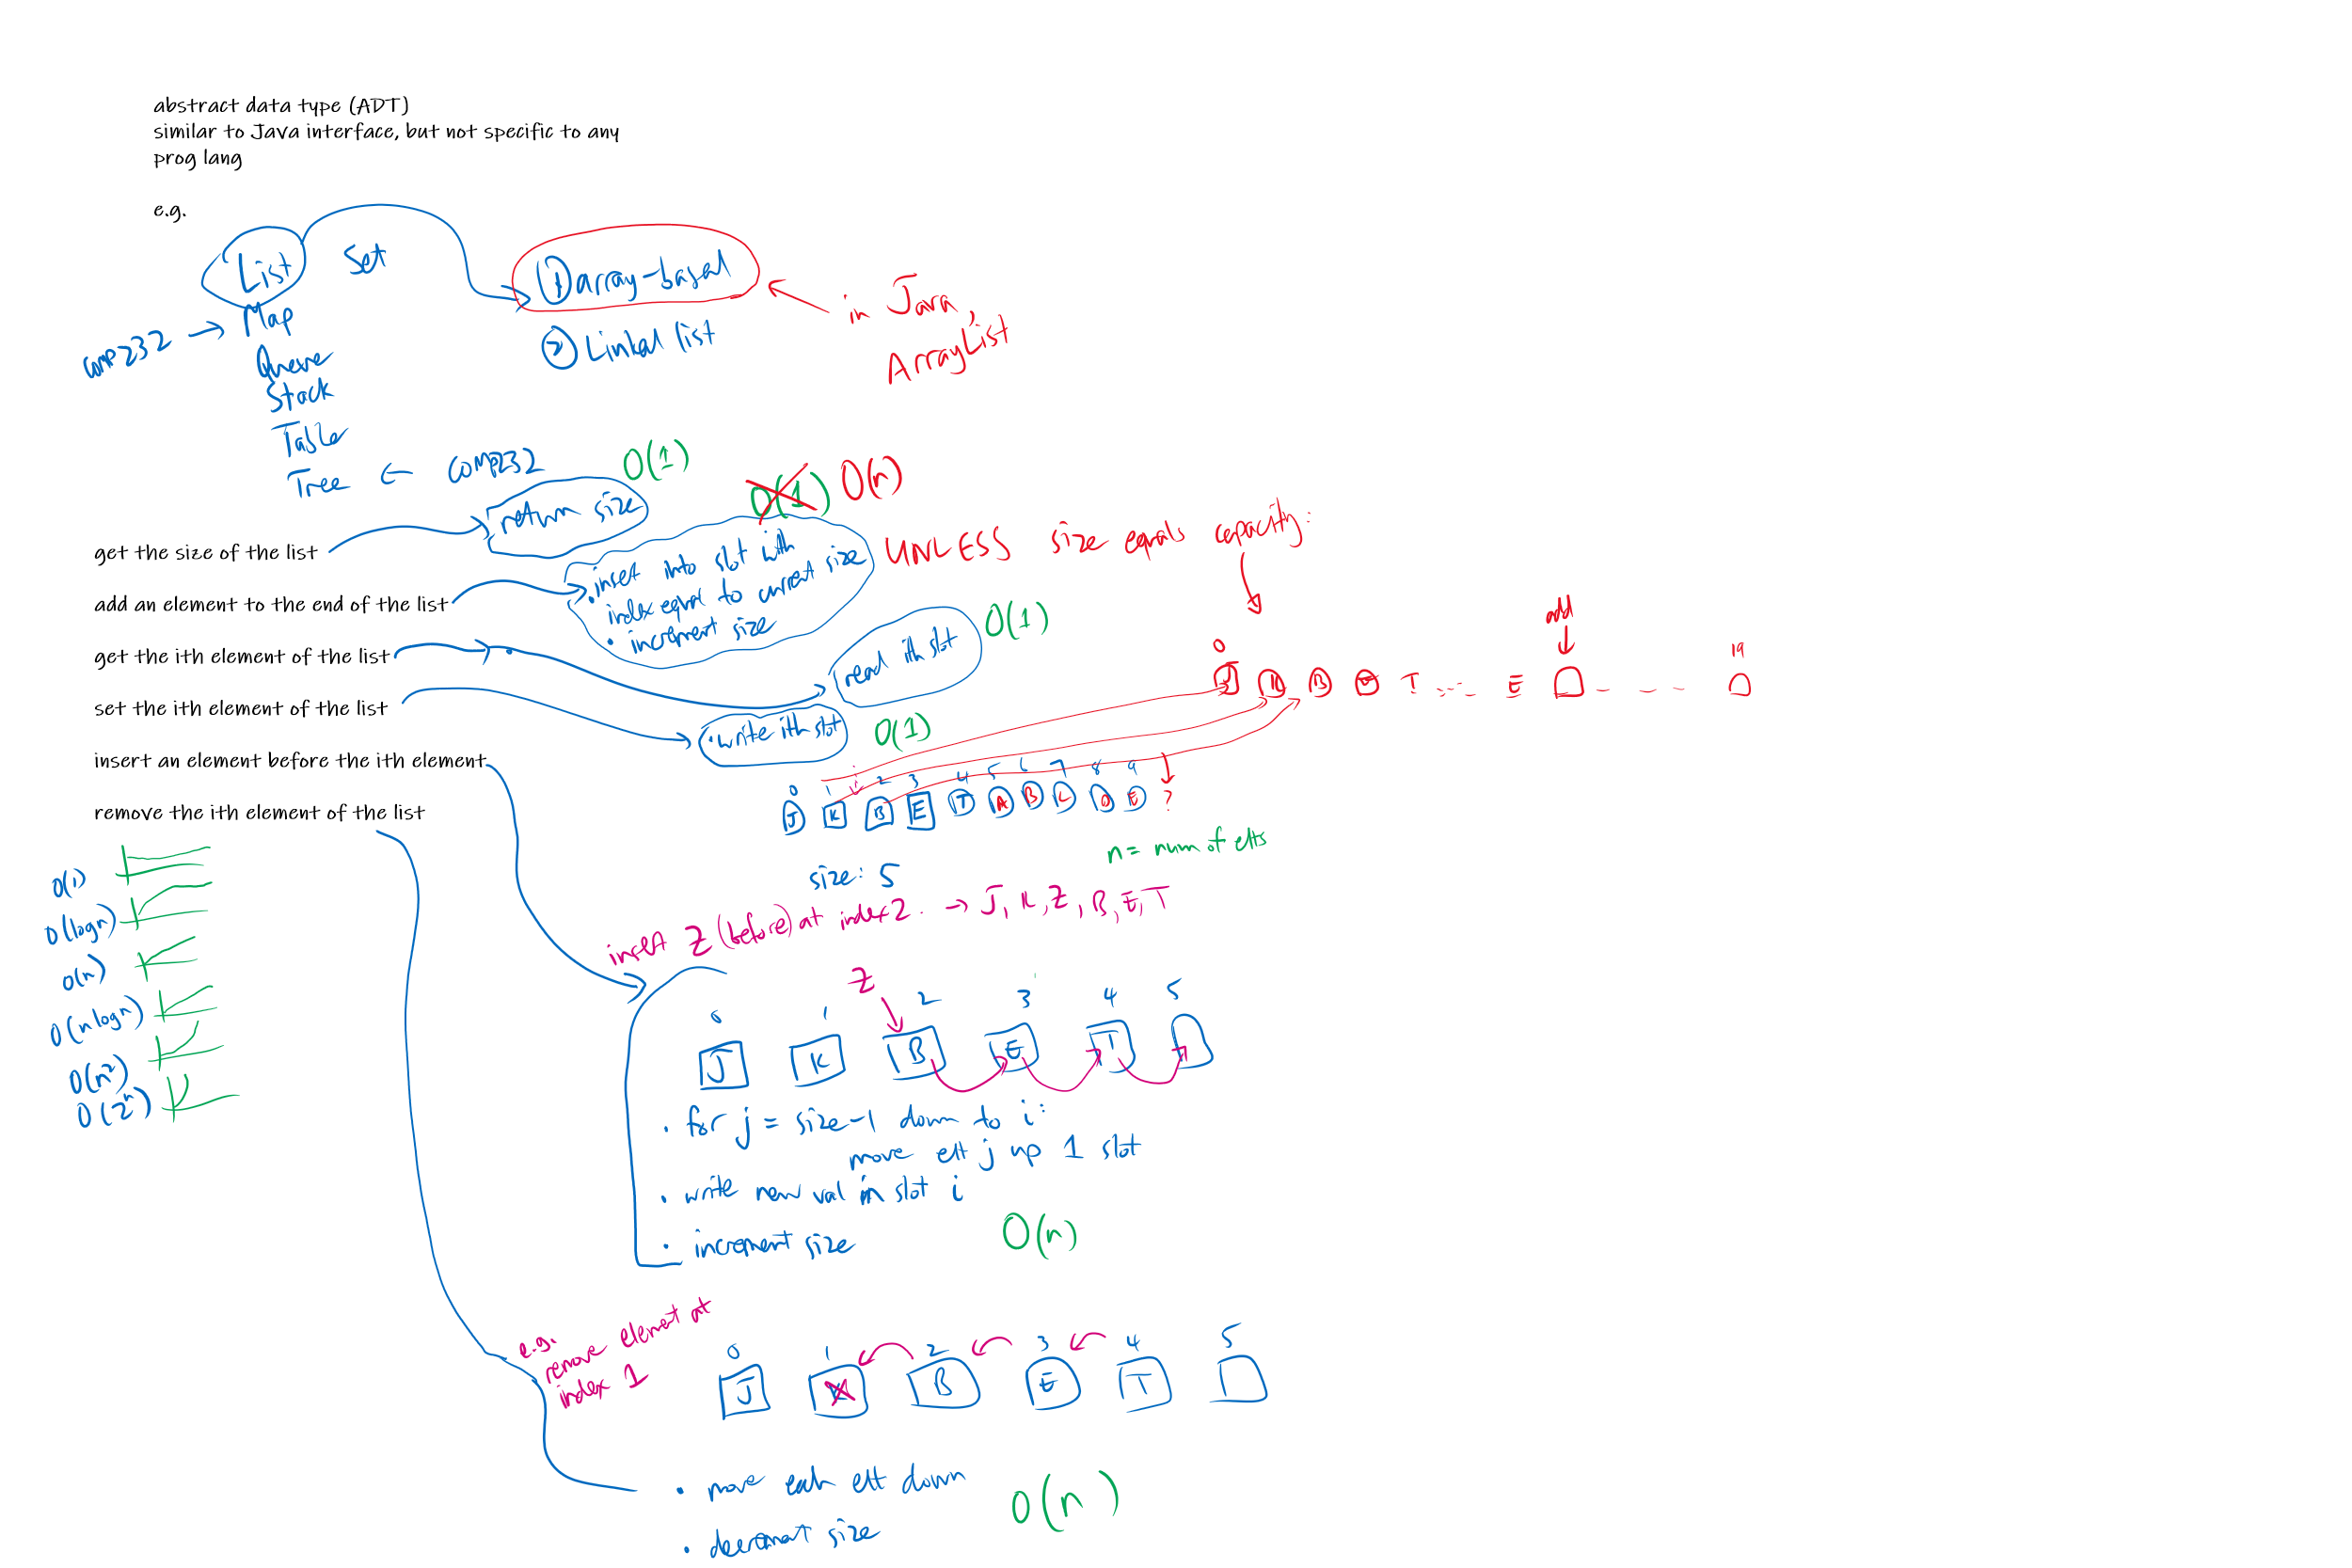 abstract data type (ADT)
similar to Java interface, but not specific to any
prog lang
e.g.
List Set
Map
Queue
Stack
Table
Tree ← COMP232
COMP232 →
① array-based
② Linked list
in Java,
ArrayList
get the size of the list
add an element to the end of the list
get the ith element of the list
set the ith element of the list
insert an element before the ith element
remove the ith element of the list
return size
O(1)
O(1) O(n)
• insert into slot with
index equal to current size
• increment size
UNLESS size equals capacity:
read ith slot
O(1)
• write ith slot
O(1)
add
0 19
J K B E T ... E - - -
0 1 2 3 4 5 6 7 8 9
J K B E T A B C D E ?
size: 5
n = num of elts
insert Z (before) at index 2. → J, K, Z, B, E, T
Z
0 1 2 3 4 5
J K B E T
• for j = size-1 down to i:
move elt j up 1 slot
• write new val in slot i
• increment size
O(n)
O(1)
O(logn)
O(n)
O(nlogn)
O(n²)
O(2ⁿ)
e.g.
remove element at
index 1
0 1 2 3 4 5
J K B E T
• move each elt down
• decrement size
O(n)